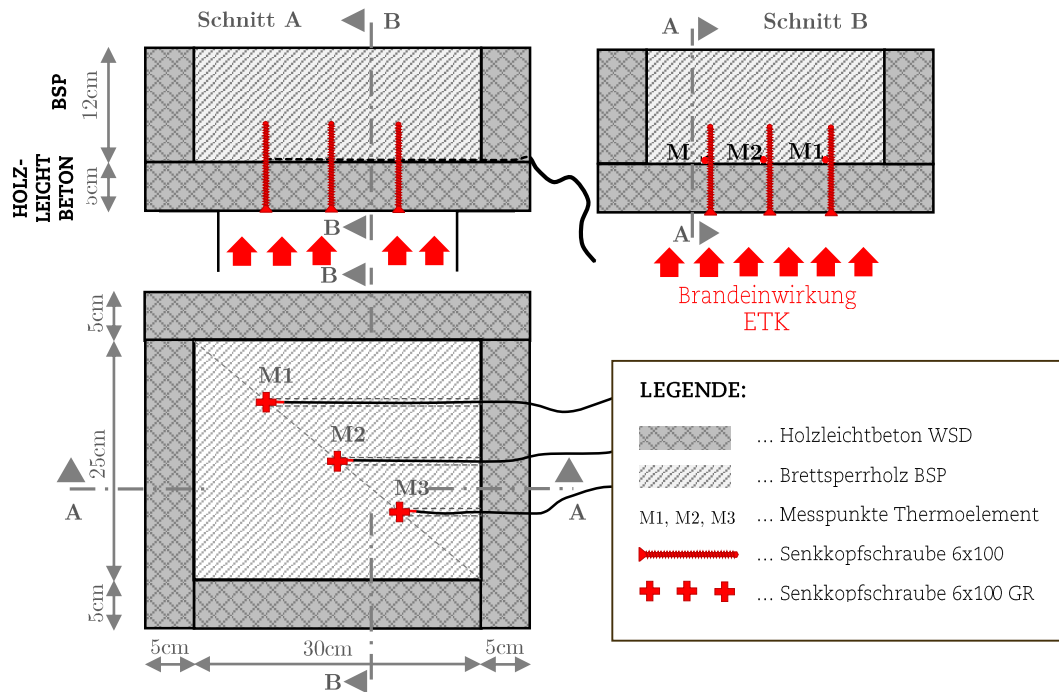 Schnitt A
B
A
Schnitt B
BSP
12cm
HOLZ-
LEICHT
BETON
5cm
M
M2
M1
B
A
B
Brandeinwirkung
ETK
5cm
25cm
5cm
M1
M2
M3
A
A
5cm
30cm
5cm
B
LEGENDE:
... Holzleichtbeton WSD
... Brettsperrholz BSP
M1, M2, M3 ... Messpunkte Thermoelement
... Senkkopfschraube 6x100
... Senkkopfschraube 6x100 GR